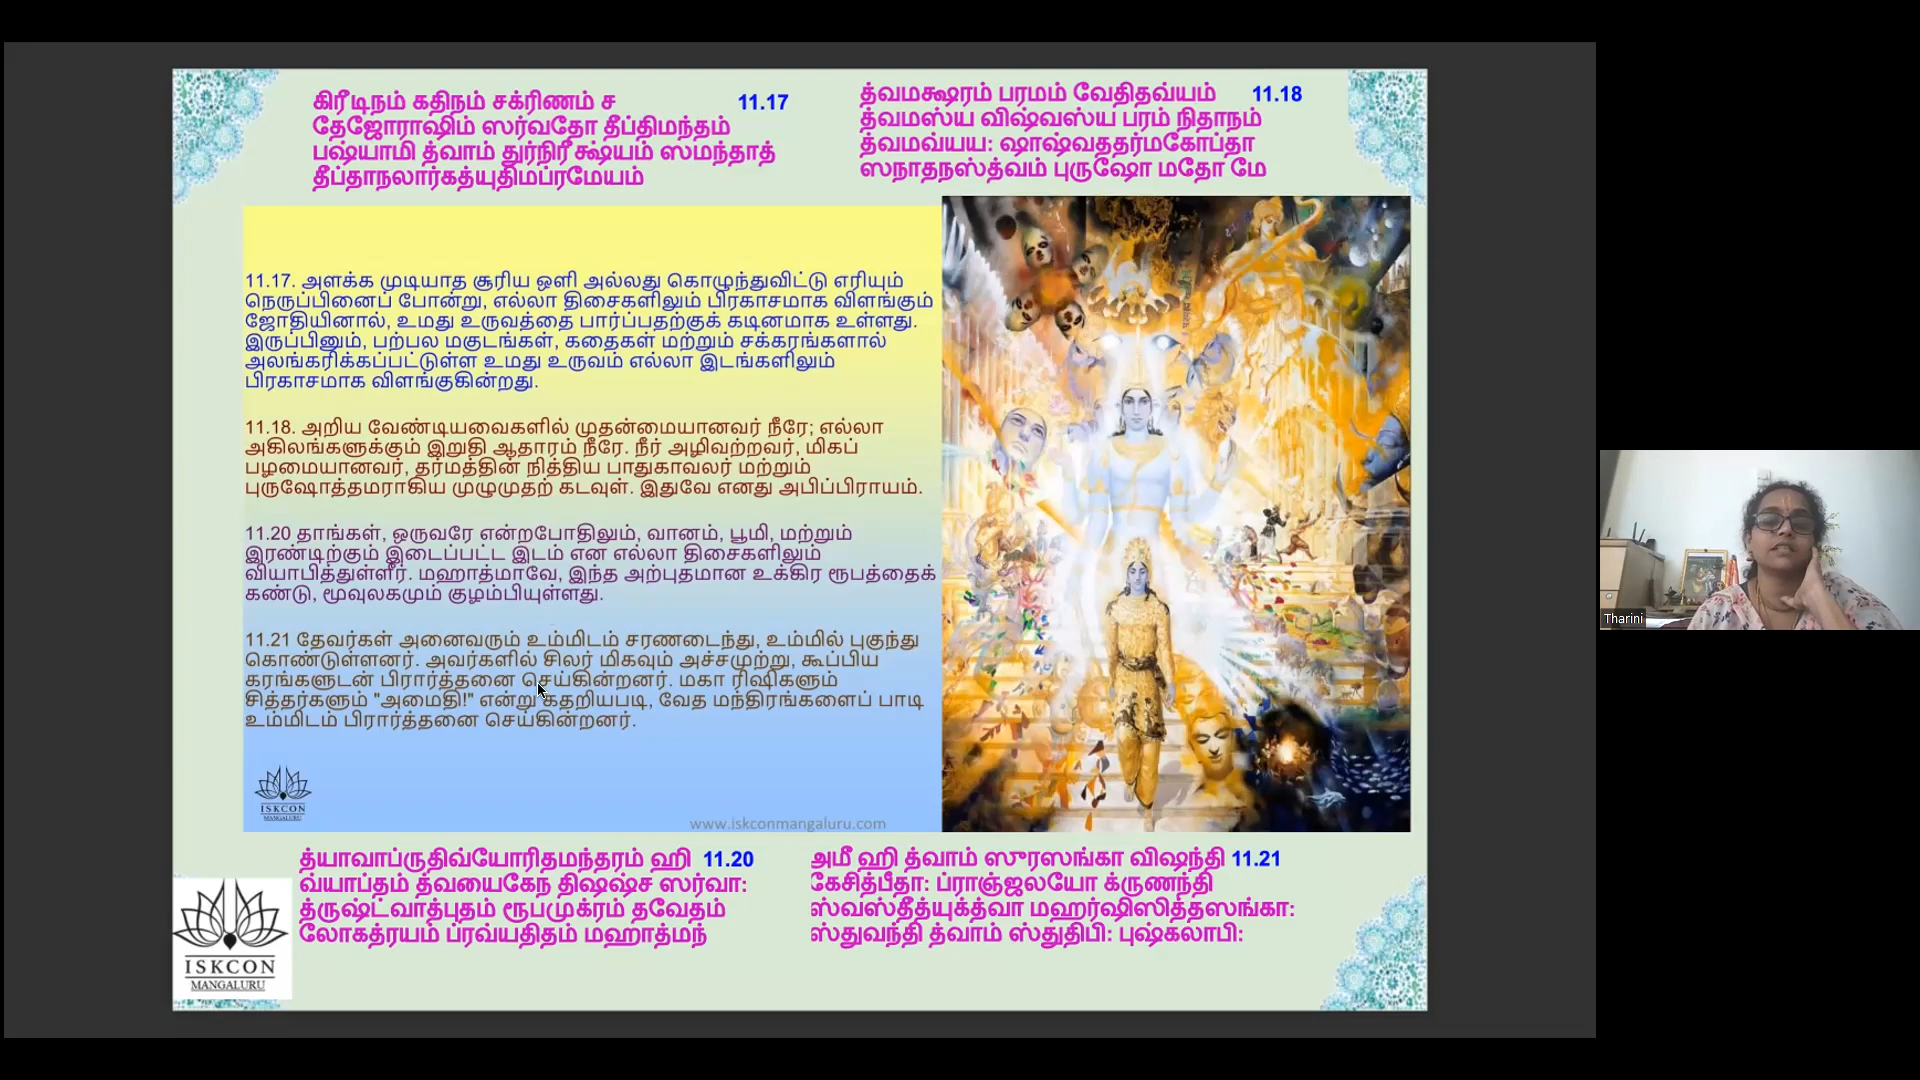 கிரீடிநம் கதிநம் சக்ரிணம் ச 11.17
தேஜோராஷிம் ஸர்வதோ தீப்திமந்தம்
பஷ்யாமி த்வாம் துர்நிரீக்ஷ்யம் ஸமந்தாத்
தீப்தாநலார்கத்யுதிமப்ரமேயம்
த்வமக்ஷரம் பரமம் வேதிதவ்யம் 11.18
த்வமஸ்ய விஷ்வஸ்ய பரம் நிதாநம்
த்வமவ்யய: ஷாஷ்வததர்மகோப்தா
ஸநாதநஸ்த்வம் புருஷோ மதோ மே
11.17. அளக்க முடியாத சூரிய ஒளி அல்லது கொழுந்துவிட்டு எரியும்
நெருப்பினைப் போன்று, எல்லா திசைகளிலும் பிரகாசமாக விளங்கும்
ஜோதியினால், உமது உருவத்தை பார்ப்பதற்குக் கடினமாக உள்ளது.
இருப்பினும், பற்பல மகுடங்கள், கதைகள் மற்றும் சக்கரங்களால்
அலங்கரிக்கப்பட்டுள்ள உமது உருவம் எல்லா இடங்களிலும்
பிரகாசமாக விளங்குகின்றது.
11.18. அறிய வேண்டியவைகளில் முதன்மையானவர் நீரே; எல்லா
அகிலங்களுக்கும் இறுதி ஆதாரம் நீரே. நீர் அழிவற்றவர், மிகப்
பழமையானவர், தர்மத்தின் நித்திய பாதுகாவலர் மற்றும்
புருஷோத்தமராகிய முழுமுதற் கடவுள். இதுவே எனது அபிப்பிராயம்.
11.20 தாங்கள், ஒருவரே என்றபோதிலும், வானம், பூமி, மற்றும்
இரண்டிற்கும் இடைப்பட்ட இடம் என எல்லா திசைகளிலும்
வியாபித்துள்ளீர். மஹாத்மாவே, இந்த அற்புதமான உக்கிர ரூபத்தைக்
கண்டு, மூவுலகமும் குழம்பியுள்ளது.
11.21 தேவர்கள் அனைவரும் உம்மிடம் சரணடைந்து, உம்மில் புகுந்து
கொண்டுள்ளனர். அவர்களில் சிலர் மிகவும் அச்சமுற்று, கூப்பிய
கரங்களுடன் பிரார்த்தனை செய்கின்றனர். மகா ரிஷிகளும்
சித்தர்களும் "அமைதி!" என்று கதறியபடி, வேத மந்திரங்களைப் பாடி
உம்மிடம் பிரார்த்தனை செய்கின்றனர்.
ISKCON
MANGALURU
www.iskconmangaluru.com
த்யாவாப்ருதிவ்யோரிதமந்தரம் ஹி 11.20
வ்யாப்தம் த்வயைகேந திஷஷ்ச ஸர்வா:
த்ருஷ்ட்வாத்புதம் ரூபமுக்ரம் தவேதம்
லோகத்ரயம் ப்ரவ்யதிதம் மஹாத்மந்
அமீ ஹி த்வாம் ஸுரஸங்கா விஷந்தி 11.21
கேசித்பீதா: ப்ராஞ்ஜலயோ க்ருணந்தி
ஸ்வஸ்தீத்யுக்த்வா மஹர்ஷிஸித்தஸங்கா:
ஸ்துவந்தி த்வாம் ஸ்துதிபி: புஷ்கலாபி:
ISKCON
MANGALURU
Tharini